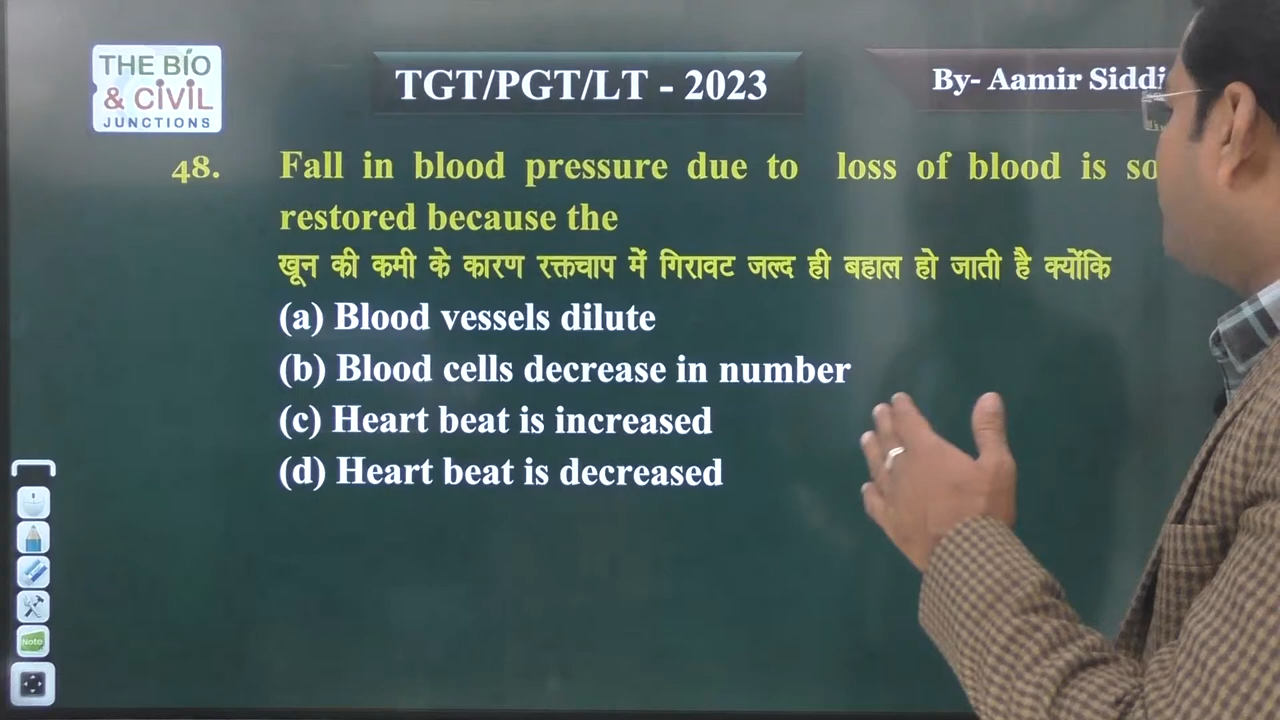 THE BIO
& CIVIL
JUNCTIONS
TGT/PGT/LT - 2023
By- Aamir
48. Fall in blood pressure due to loss of blood is
restored because the
खून की कमी के कारण रक्तचाप में गिरावट जल्द ही बहाल हो जाती है क्योंकि
(a) Blood vessels dilute
(b) Blood cells decrease in number
(c) Heart beat is increased
(d) Heart beat is decreased
Note